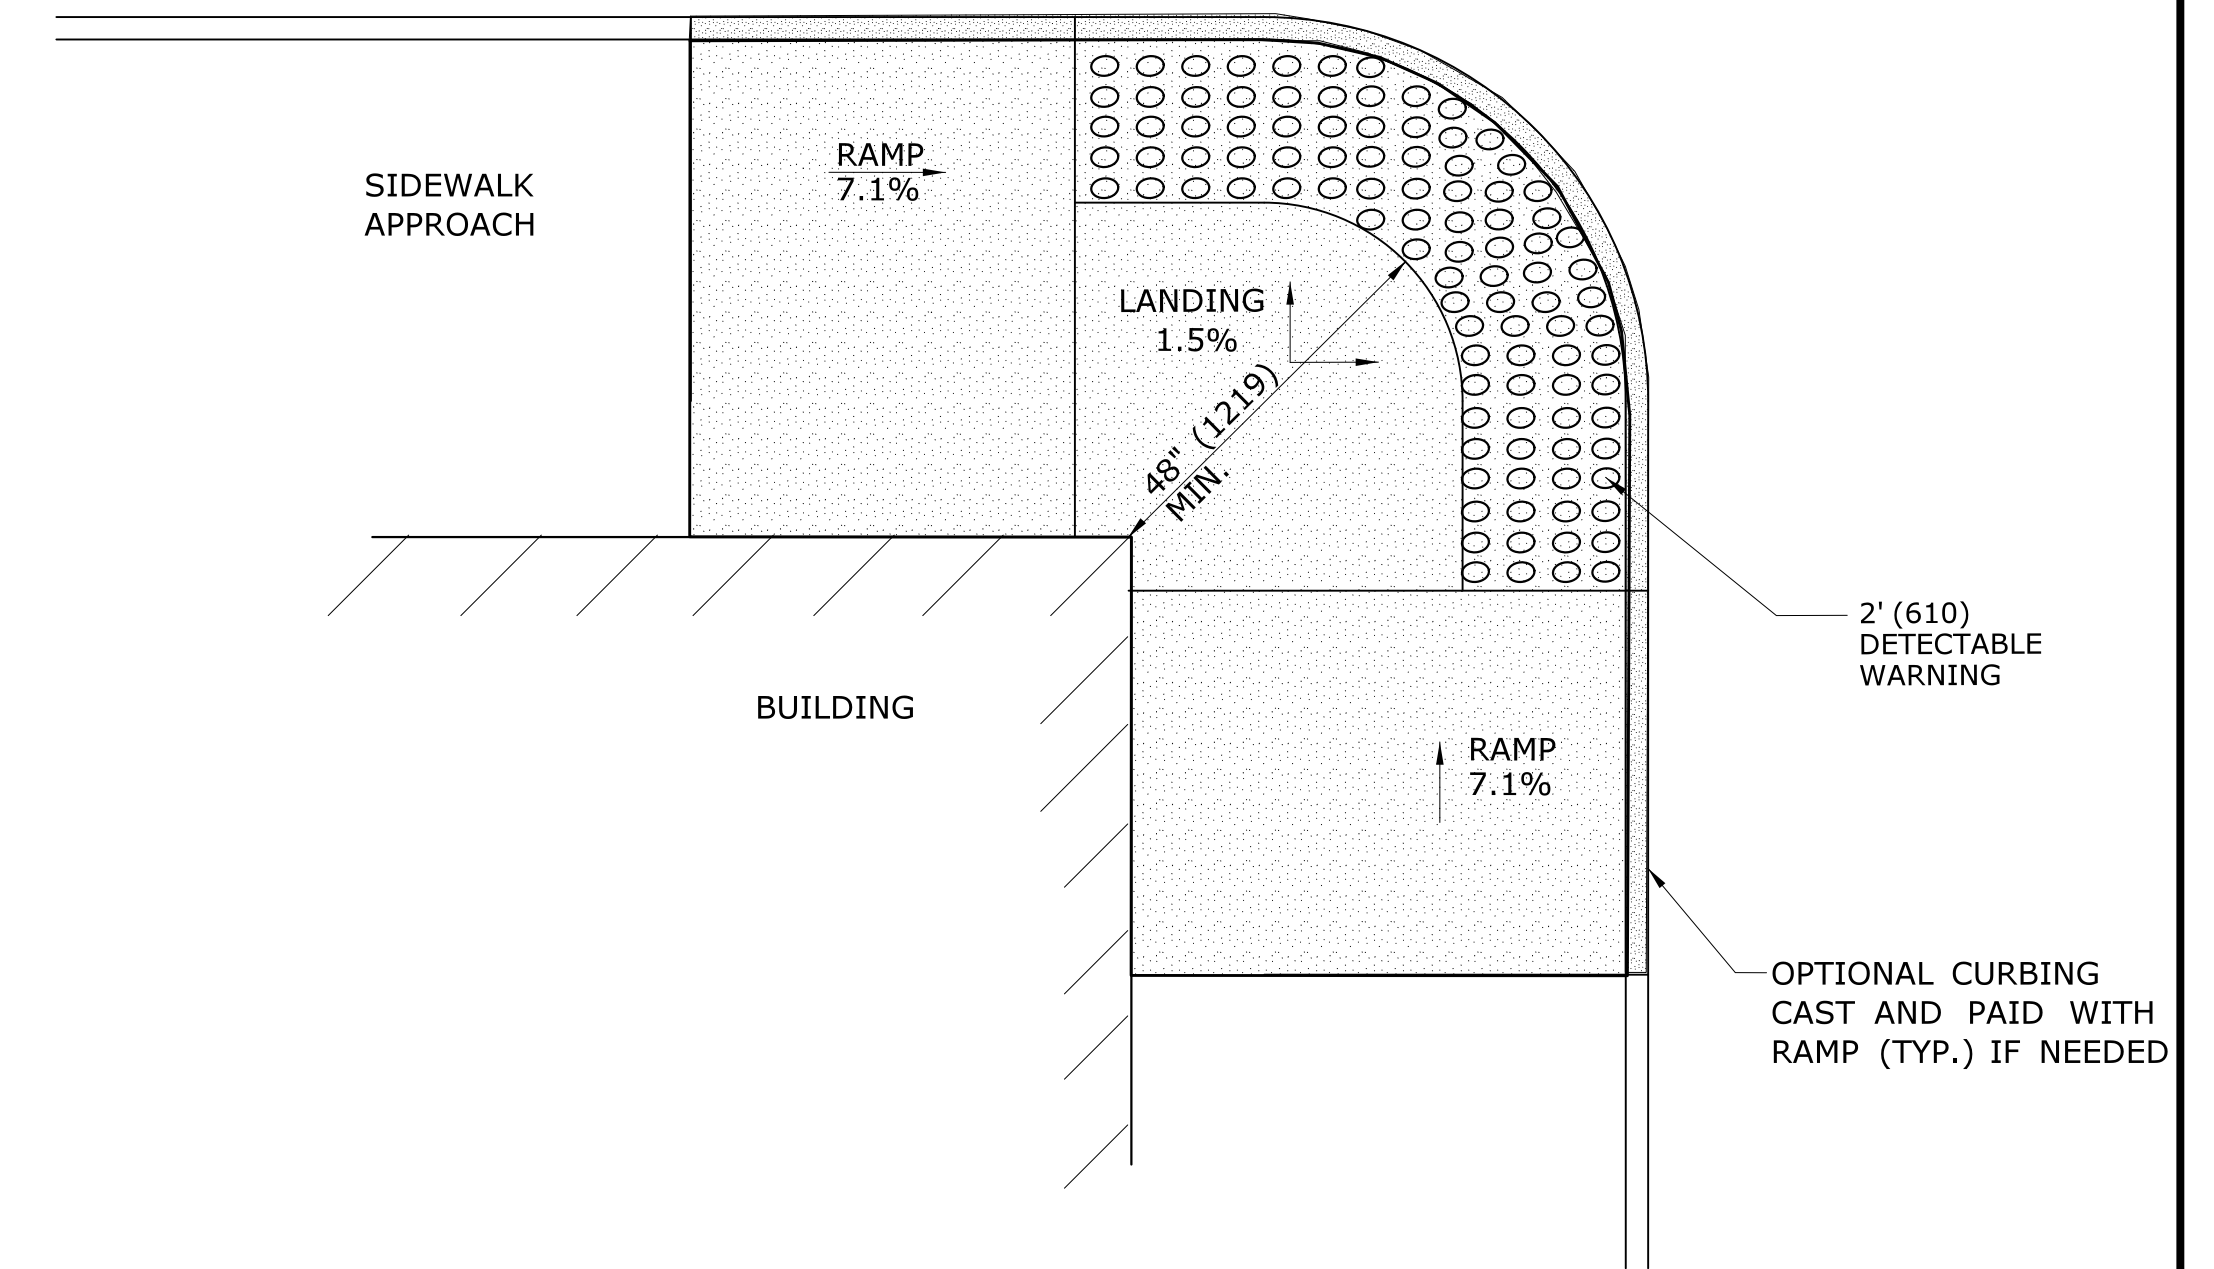 SIDEWALK
APPROACH
RAMP
7.1%
LANDING
1.5%
48" (1219)
MIN.
2' (610)
DETECTABLE
WARNING
BUILDING
RAMP
7.1%
OPTIONAL CURBING
CAST AND PAID WITH
RAMP (TYP.) IF NEEDED